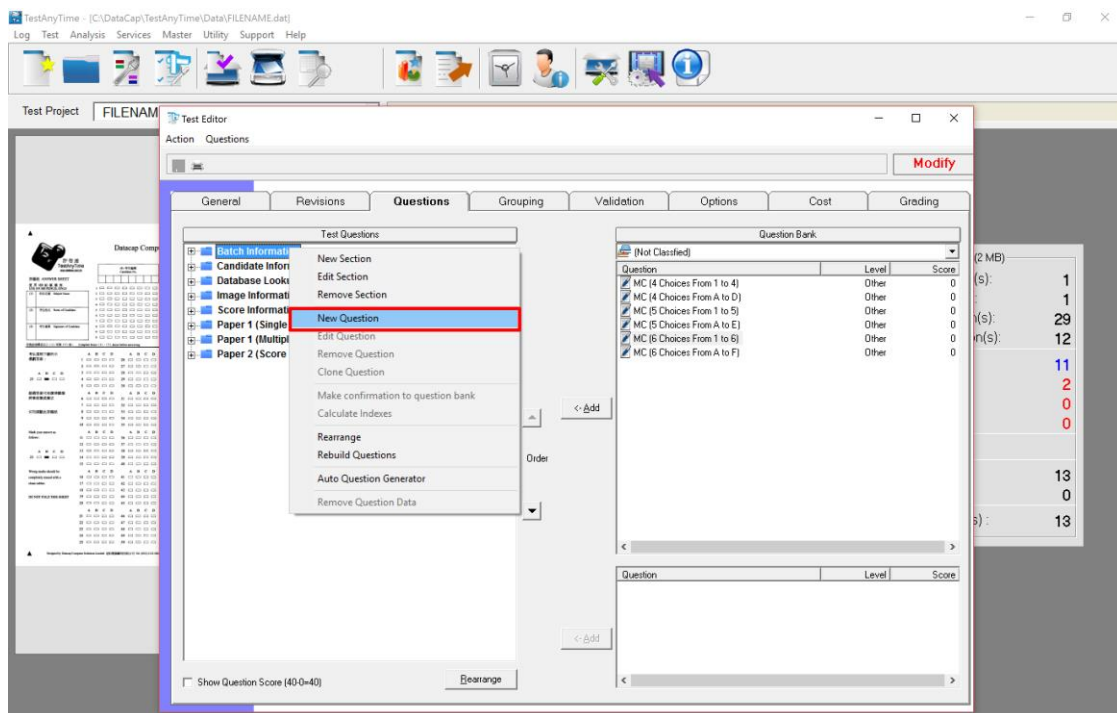 TestAnyTime - [C:\DataCap\TestAnyTime\Data\FILENAME.dat]
Log Test Analysis Services Master Utility Support Help
Test Project FILENAM
Test Editor
Action Questions
Modify
General Revisions Questions Grouping Validation Options Cost Grading
Test Questions
Batch Informati
Candidate Inform
Database Looku
Image Informati
Score Informati
Paper 1 (Single
Paper 1 (Multipl
Paper 2 (Score
New Section
Edit Section
Remove Section
New Question
Edit Question
Remove Question
Clone Question
Make confirmation to question bank
Calculate Indexes
Rearrange
Rebuild Questions
Auto Question Generator
Remove Question Data
Order
<- Add
Question Bank
(Not Classfied)
Question Level Score
MC (4 Choices From 1 to 4) Other 0
MC (4 Choices From A to D) Other 0
MC (5 Choices From 1 to 5) Other 0
MC (5 Choices From A to E) Other 0
MC (6 Choices From 1 to 6) Other 0
MC (6 Choices From A to F) Other 0
Question Level Score
<- Add
Show Question Score (40-0=40)
Rearrange
Datacap Comp
(2 MB)
(s): 1
: 1
n(s): 29
on(s): 12
11
2
0
0
13
0
s) : 13